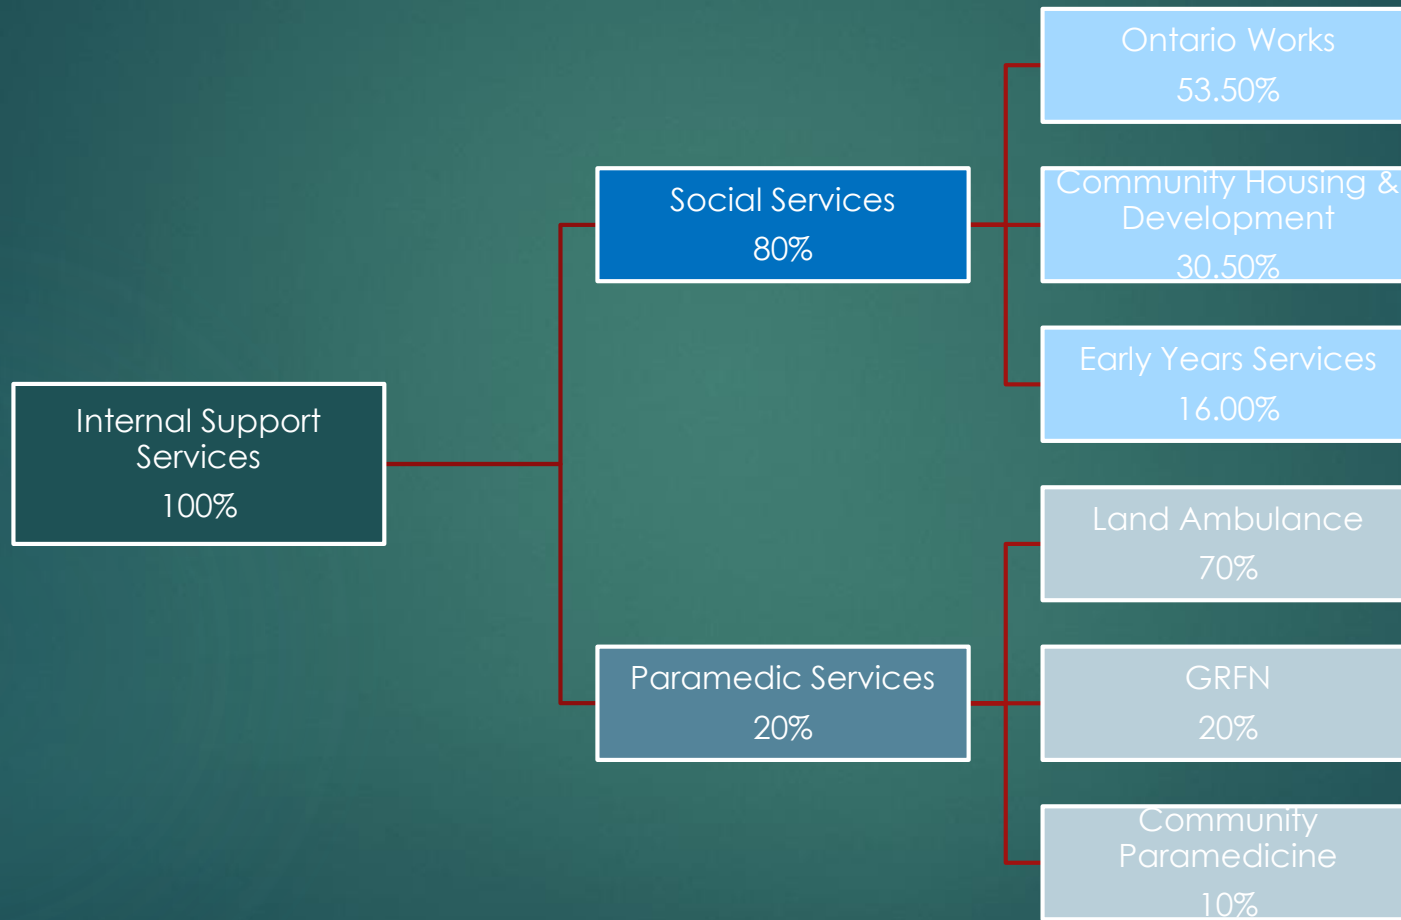 Internal Support
Services
100%
Social Services
80%
Ontario Works
53.50%
Community Housing &
Development
30.50%
Early Years Services
16.00%
Paramedic Services
20%
Land Ambulance
70%
GRFN
20%
Community
Paramedicine
10%